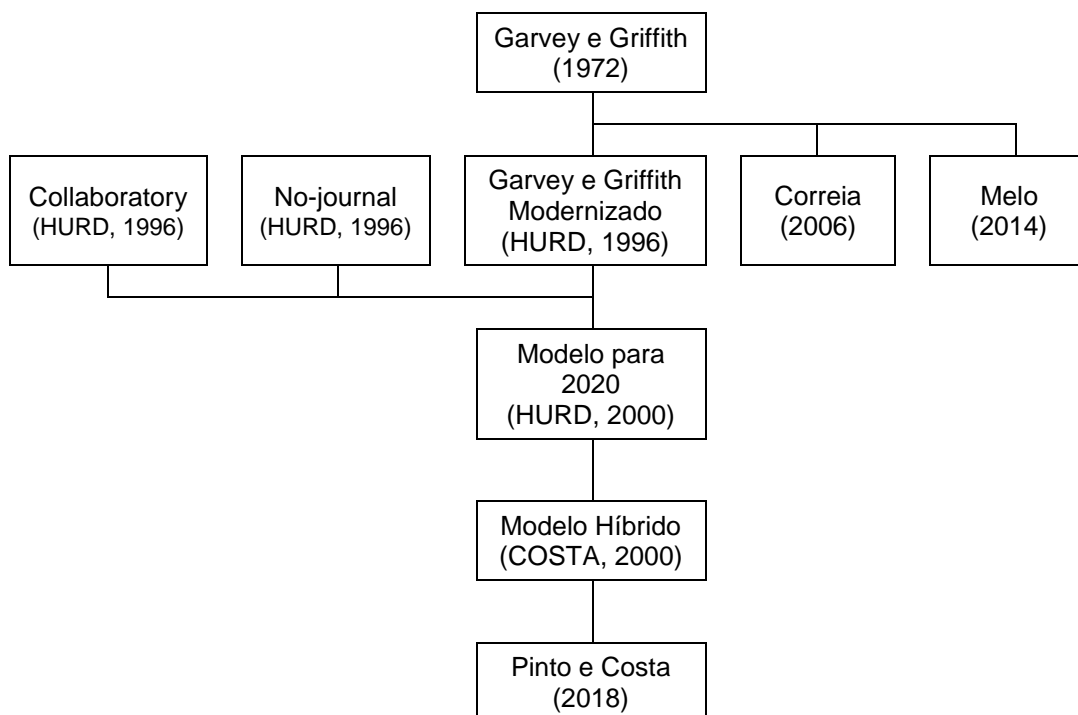 Garvey e Griffith
(1972)
Collaboratory
(HURD, 1996)
No-journal
(HURD, 1996)
Garvey e Griffith
Modernizado
(HURD, 1996)
Correia
(2006)
Melo
(2014)
Modelo para
2020
(HURD, 2000)
Modelo Híbrido
(COSTA, 2000)
Pinto e Costa
(2018)